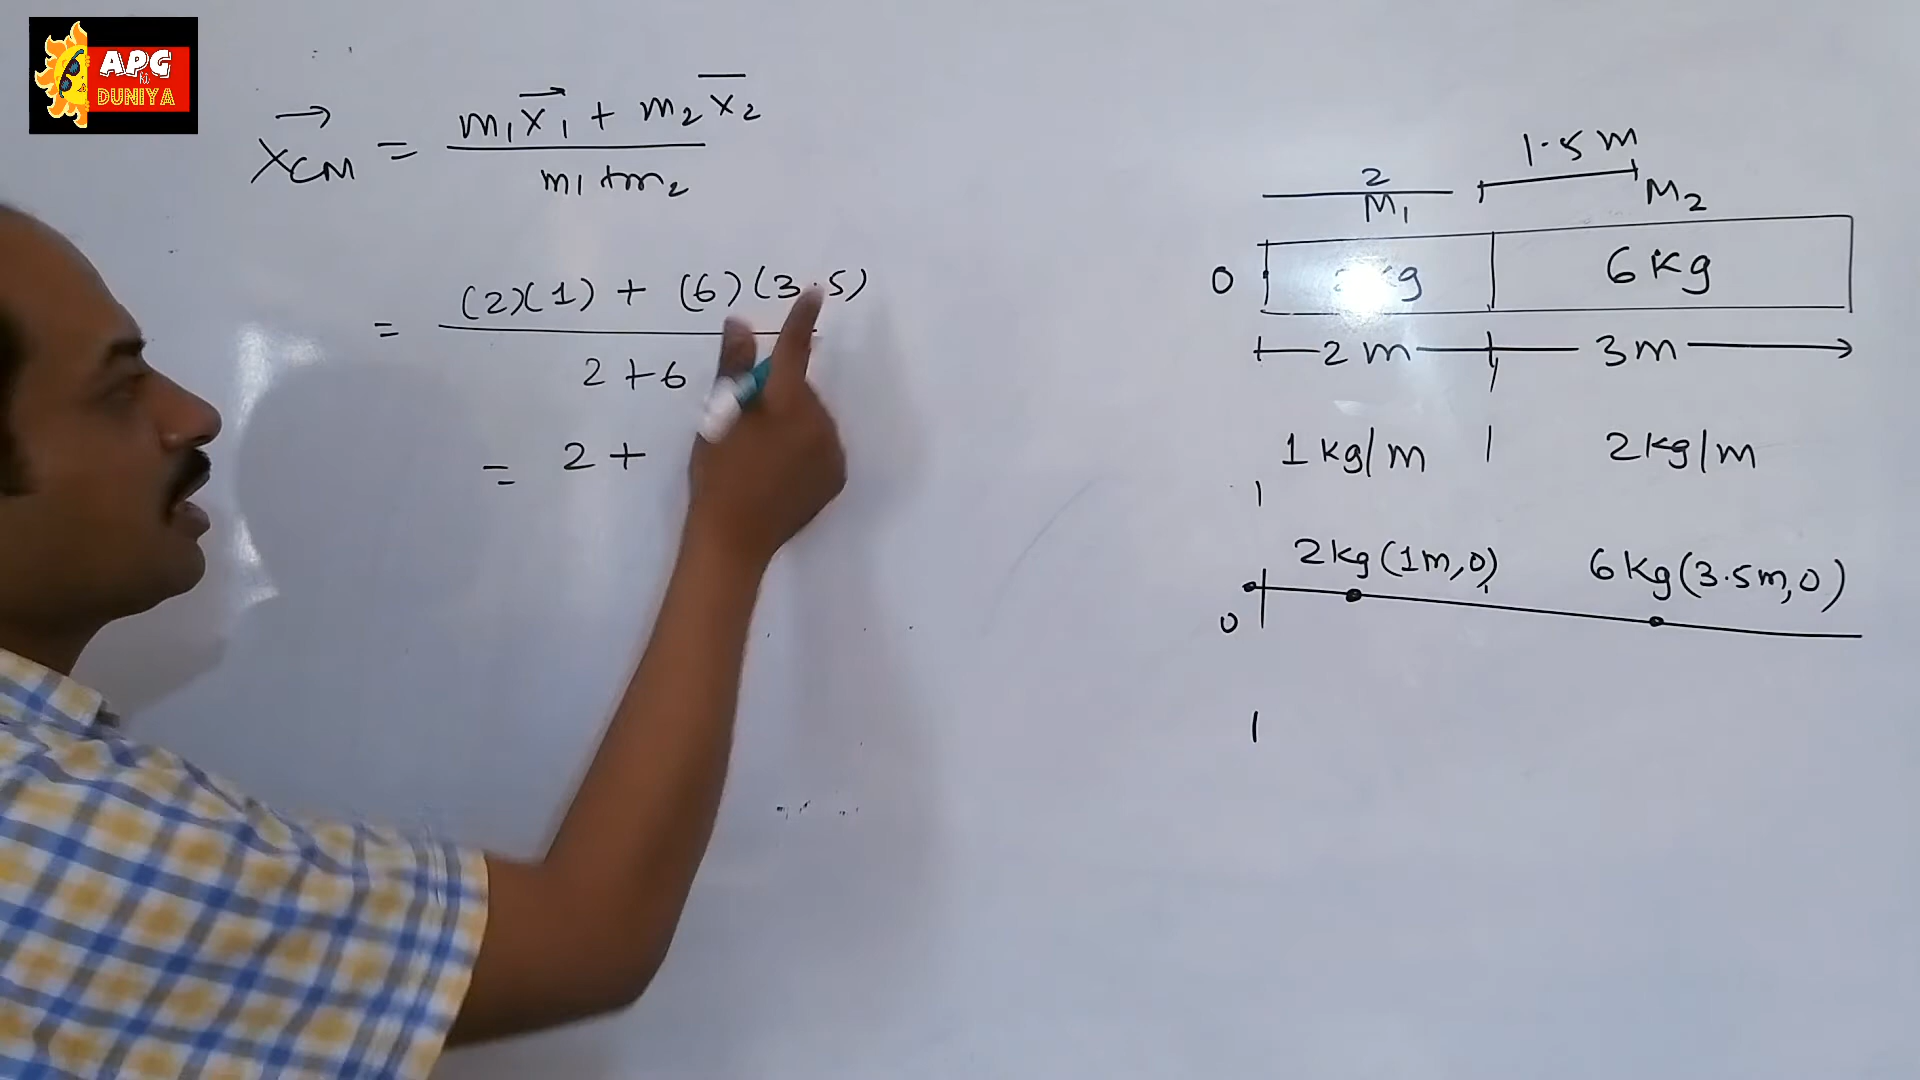 APG
ki
DUNIYA
x⃗CM = m₁x⃗₁ + m₂x̄₂
m₁ + m₂
= (2)(1) + (6)(3.5)
2 + 6
= 2 +
1.5 m
2
M₁
M₂
0
kg
6 kg
2 m
3 m
1 kg/m
2 kg/m
2 kg (1m, 0)
6 kg (3.5m, 0)
0